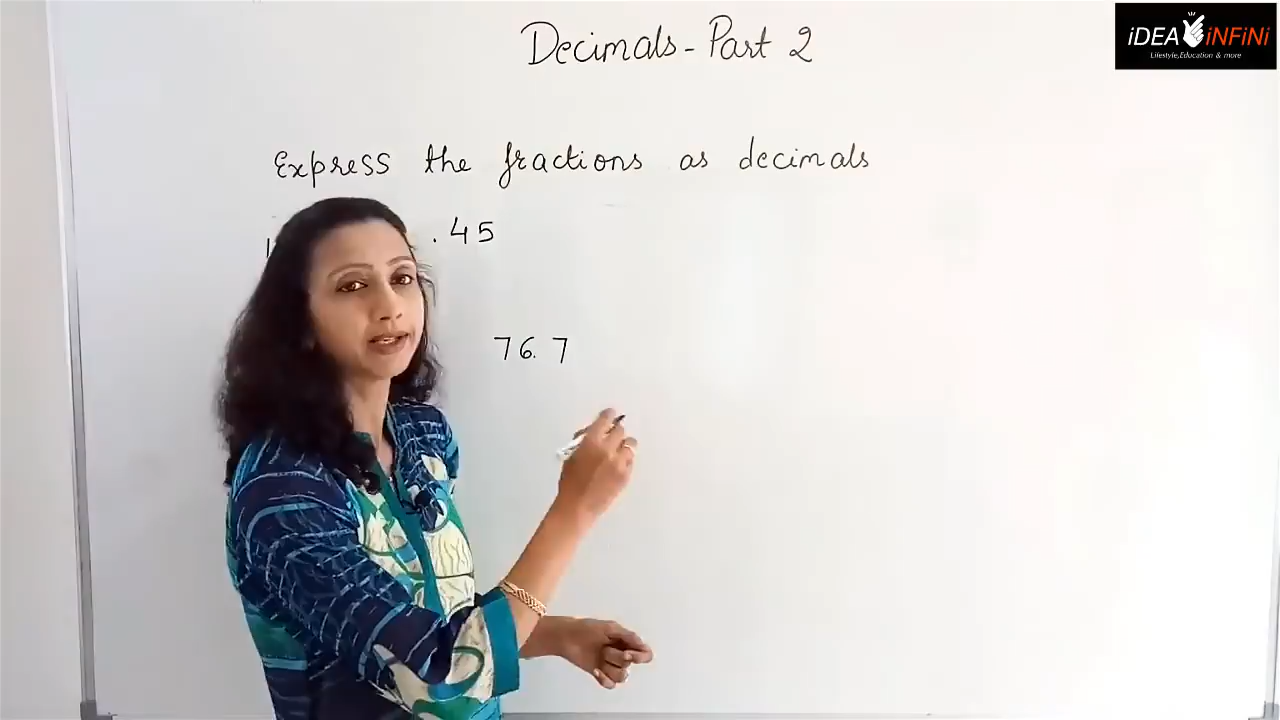 iDEA iNFiNi
Lifestyle,Education & more
Decimals - Part 2
Express the fractions as decimals
.45
76.7